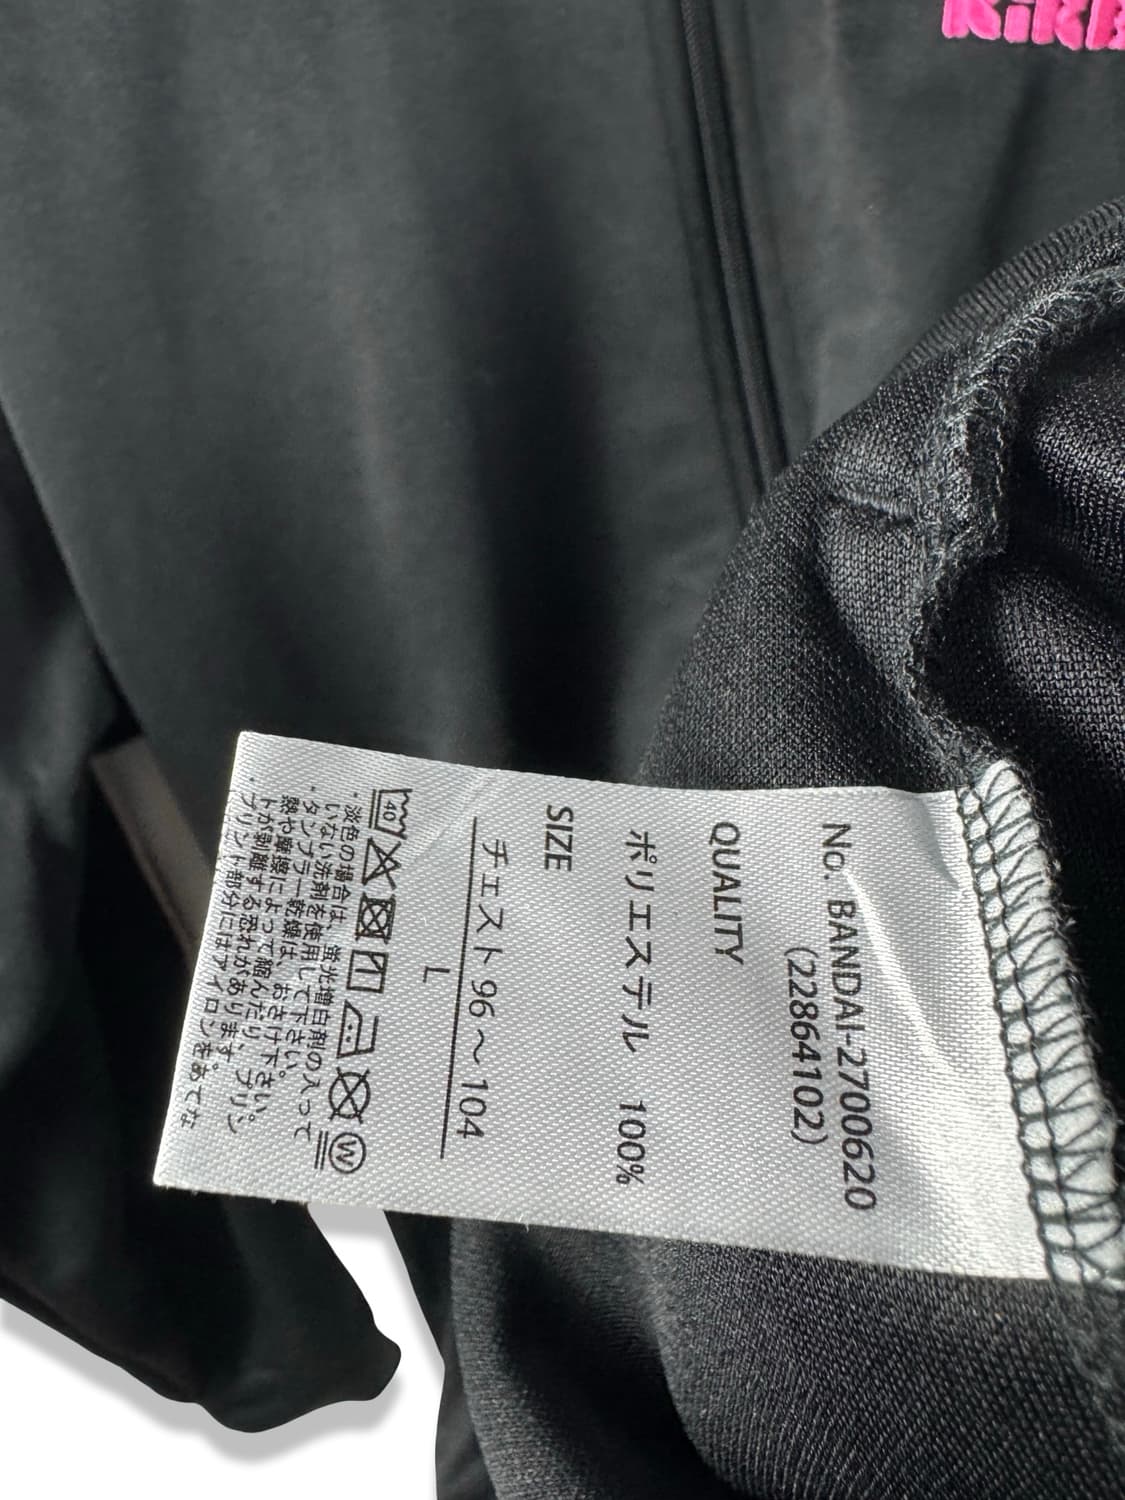 No. BANDAI-2700620
(22864102)
QUALITY
ポリエステル 100%
SIZE
チェスト 96～104
L
40
W
・淡色の場合は、蛍光増白剤の入って
いない洗剤を使用して下さい。
・タンブラー乾燥は、おさけ下さい。
熱や摩擦によって縮んだり、プリン
トが剥離する恐れがあります。
・プリント部分にはアイロンをあてな